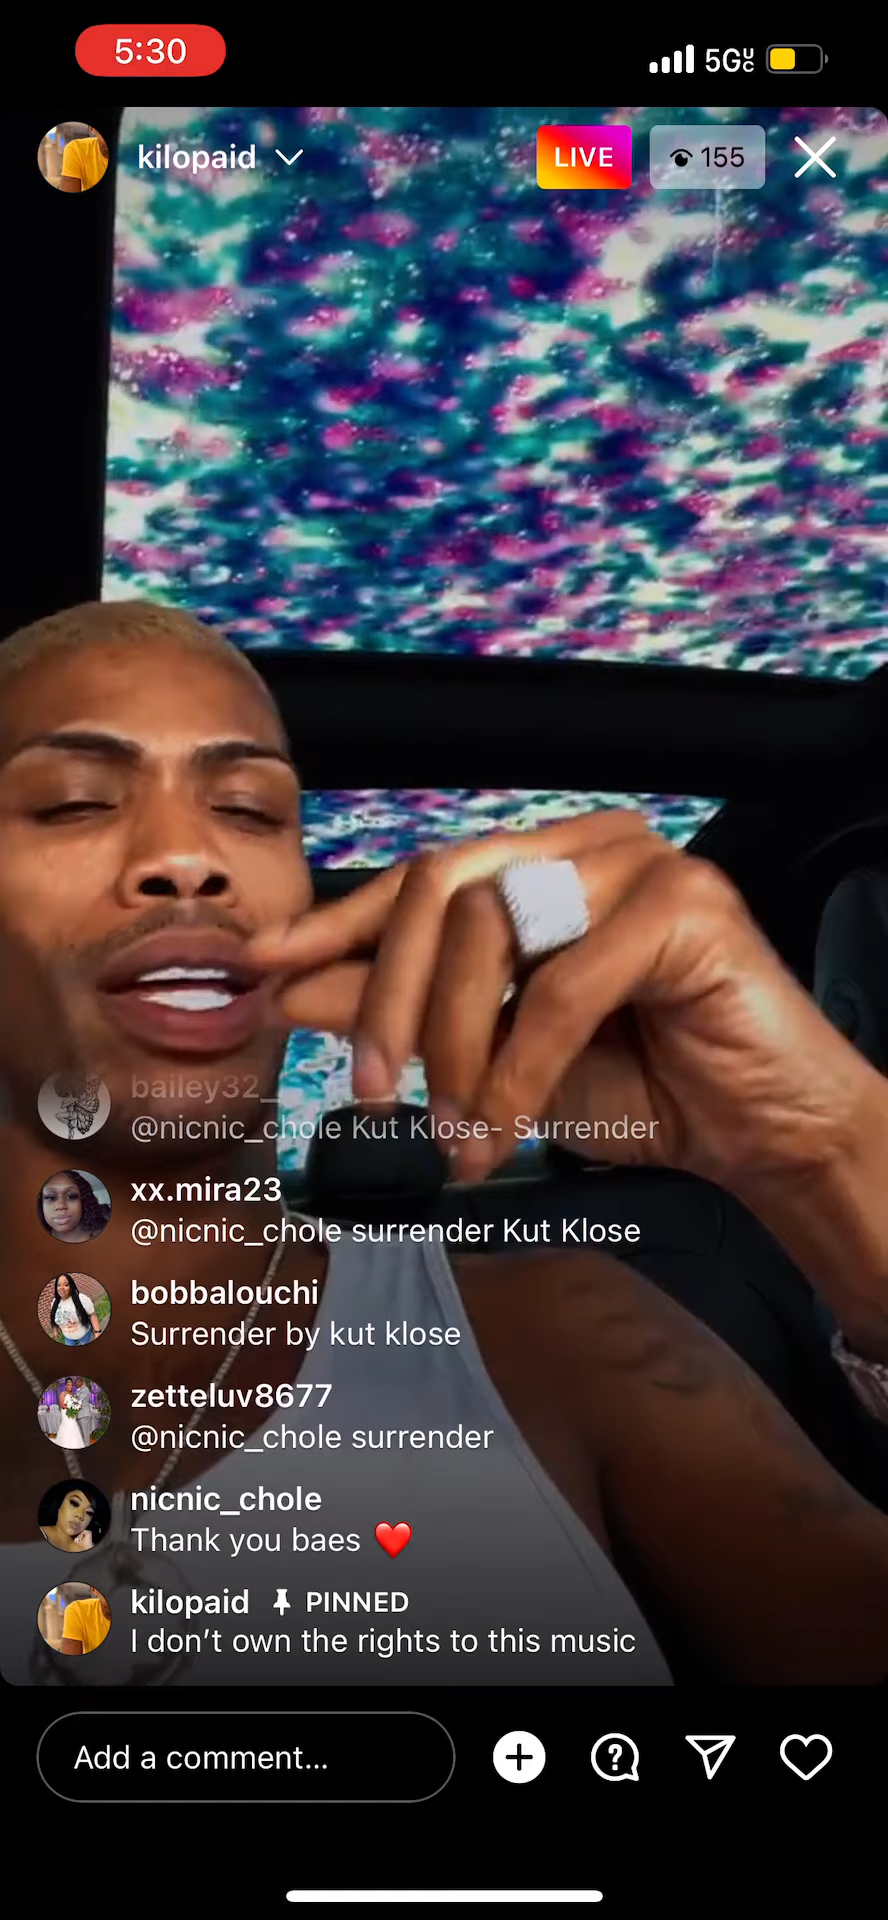 5:30
5GUC
kilopaid
LIVE
155
bailey32_
@nicnic_chole Kut Klose- Surrender
xx.mira23
@nicnic_chole surrender Kut Klose
bobbalouchi
Surrender by kut klose
zetteluv8677
@nicnic_chole surrender
nicnic_chole
Thank you baes ❤️
kilopaid PINNED
I don’t own the rights to this music
Add a comment...